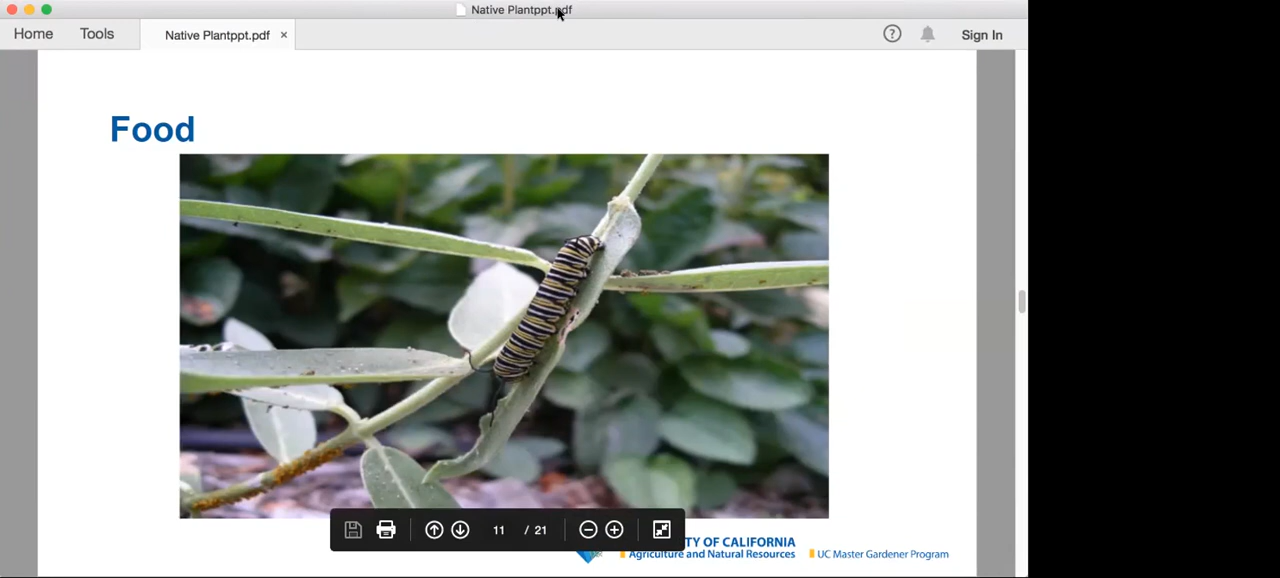 Native Plantppt.pdf
Home
Tools
Native Plantppt.pdf ×
Sign In
Food
11 / 21
TY OF CALIFORNIA
Agriculture and Natural Resources
UC Master Gardener Program